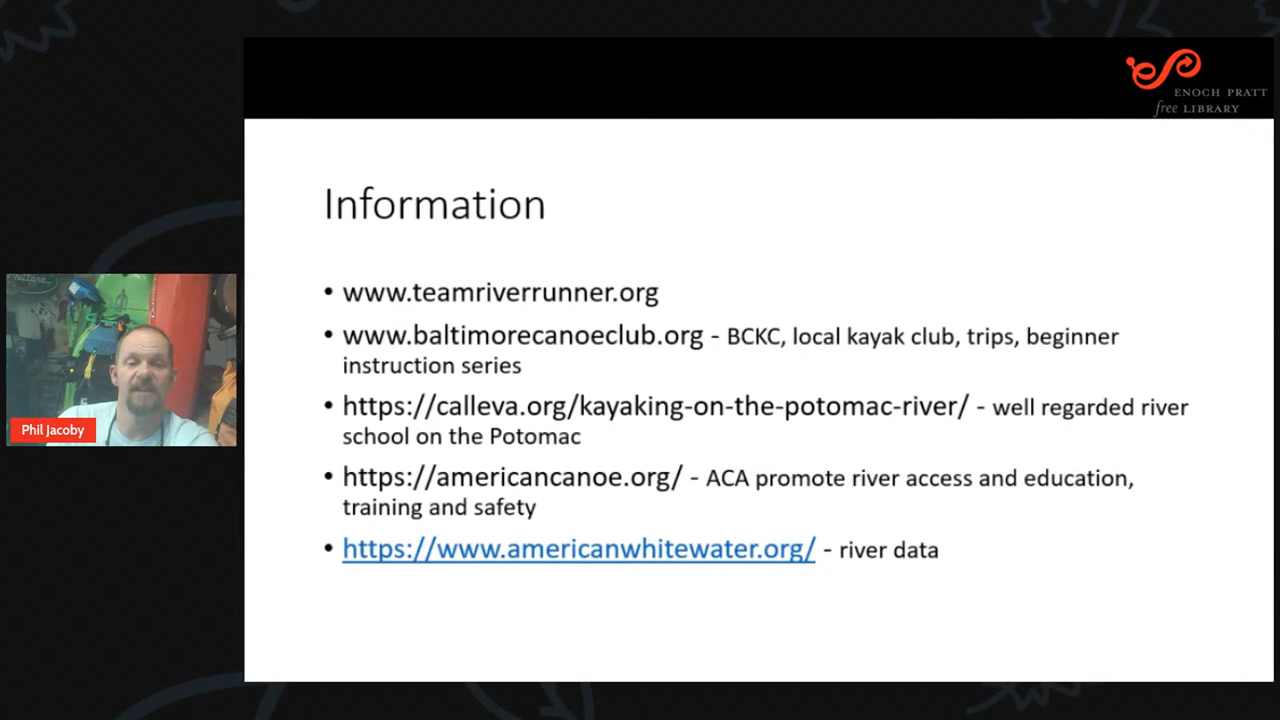 ENOCH PRATT
free LIBRARY
Information
• www.teamriverrunner.org
• www.baltimorecanoeclub.org - BCKC, local kayak club, trips, beginner
instruction series
• https://calleva.org/kayaking-on-the-potomac-river/ - well regarded river
school on the Potomac
• https://americancanoe.org/ - ACA promote river access and education,
training and safety
• https://www.americanwhitewater.org/ - river data
Phil Jacoby